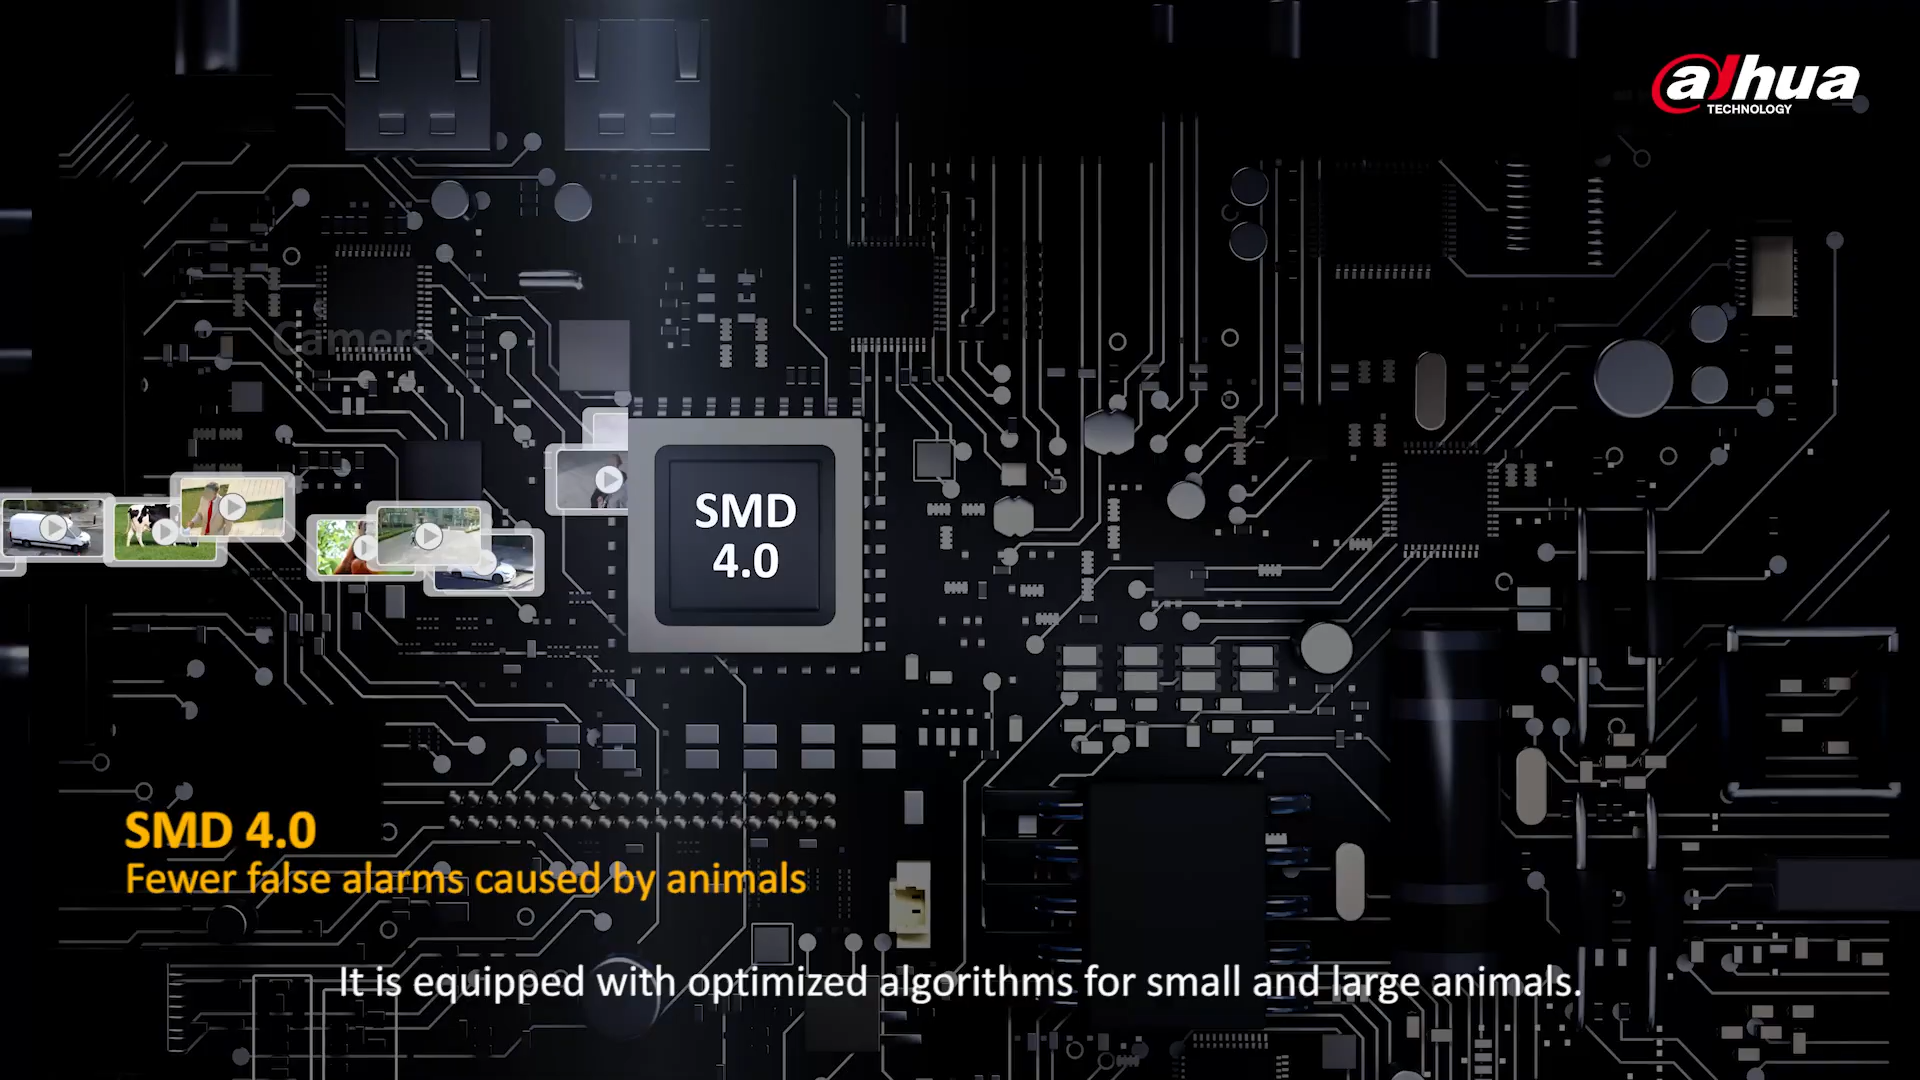 alhua
TECHNOLOGY
Camera
SMD
4.0
SMD 4.0
Fewer false alarms caused by animals
It is equipped with optimized algorithms for small and large animals.